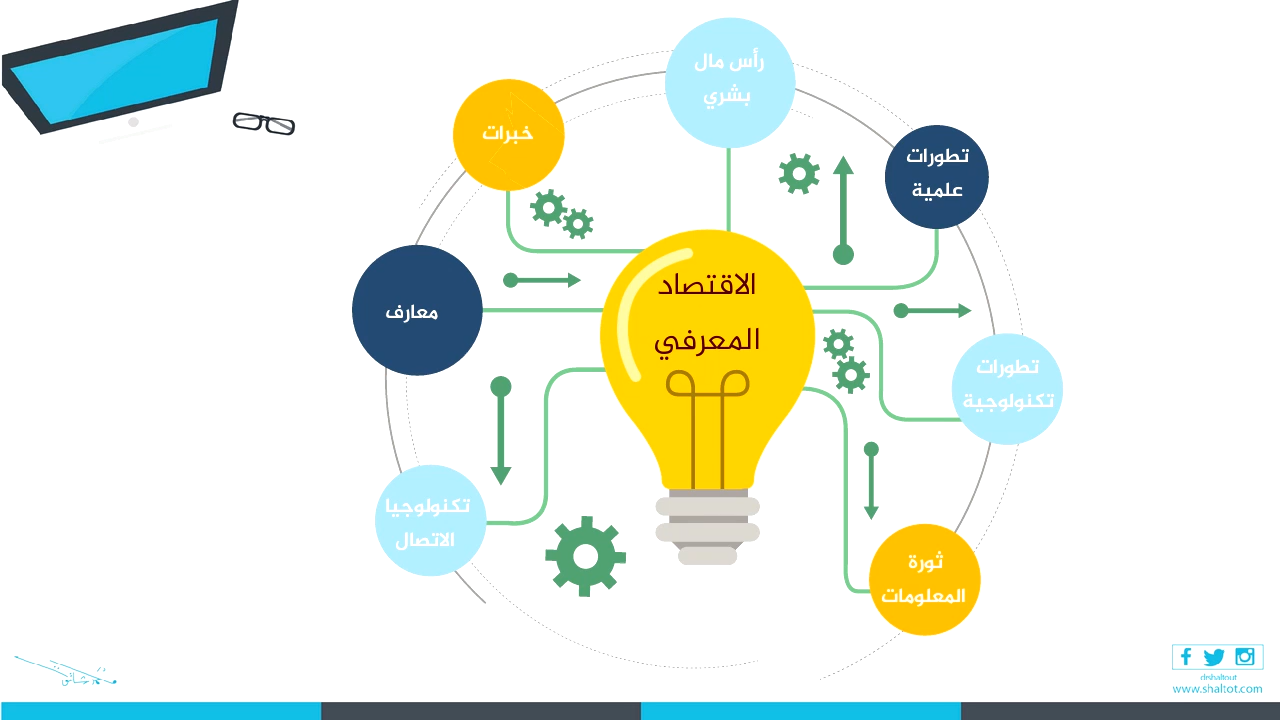 رأس مال
بشري
خبرات
تطورات
علمية
الاقتصاد
المعرفي
معارف
تطورات
تكنولوجية
تكنولوجيا
الاتصال
ثورة
المعلومات
drshaltout
www.shaltot.com